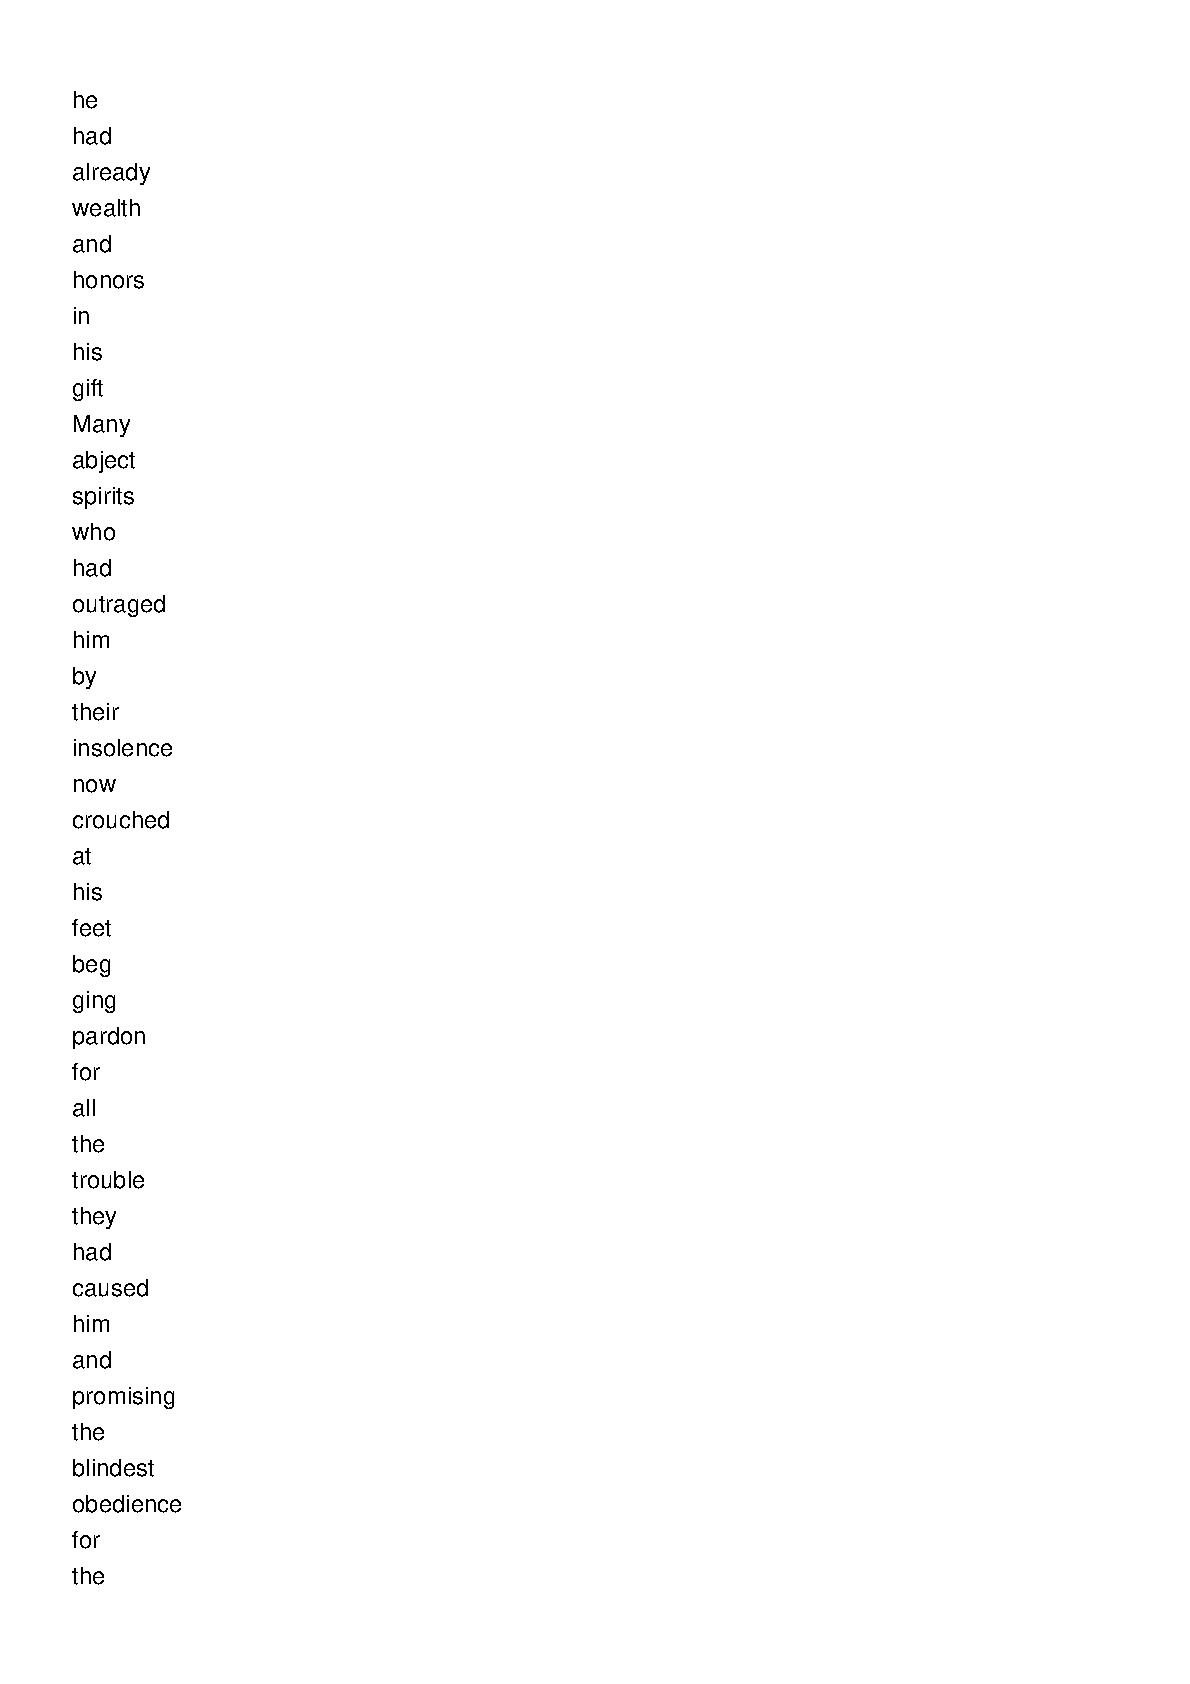 he
had
already
wealth
and
honors
in
his
gift
Many
abject
spirits
who
had
outraged
him
by
their
insolence
now
crouched
at
his
feet
beg
ging
pardon
for
all
the
trouble
they
had
caused
him
and
promising
the
blindest
obedience
for
the